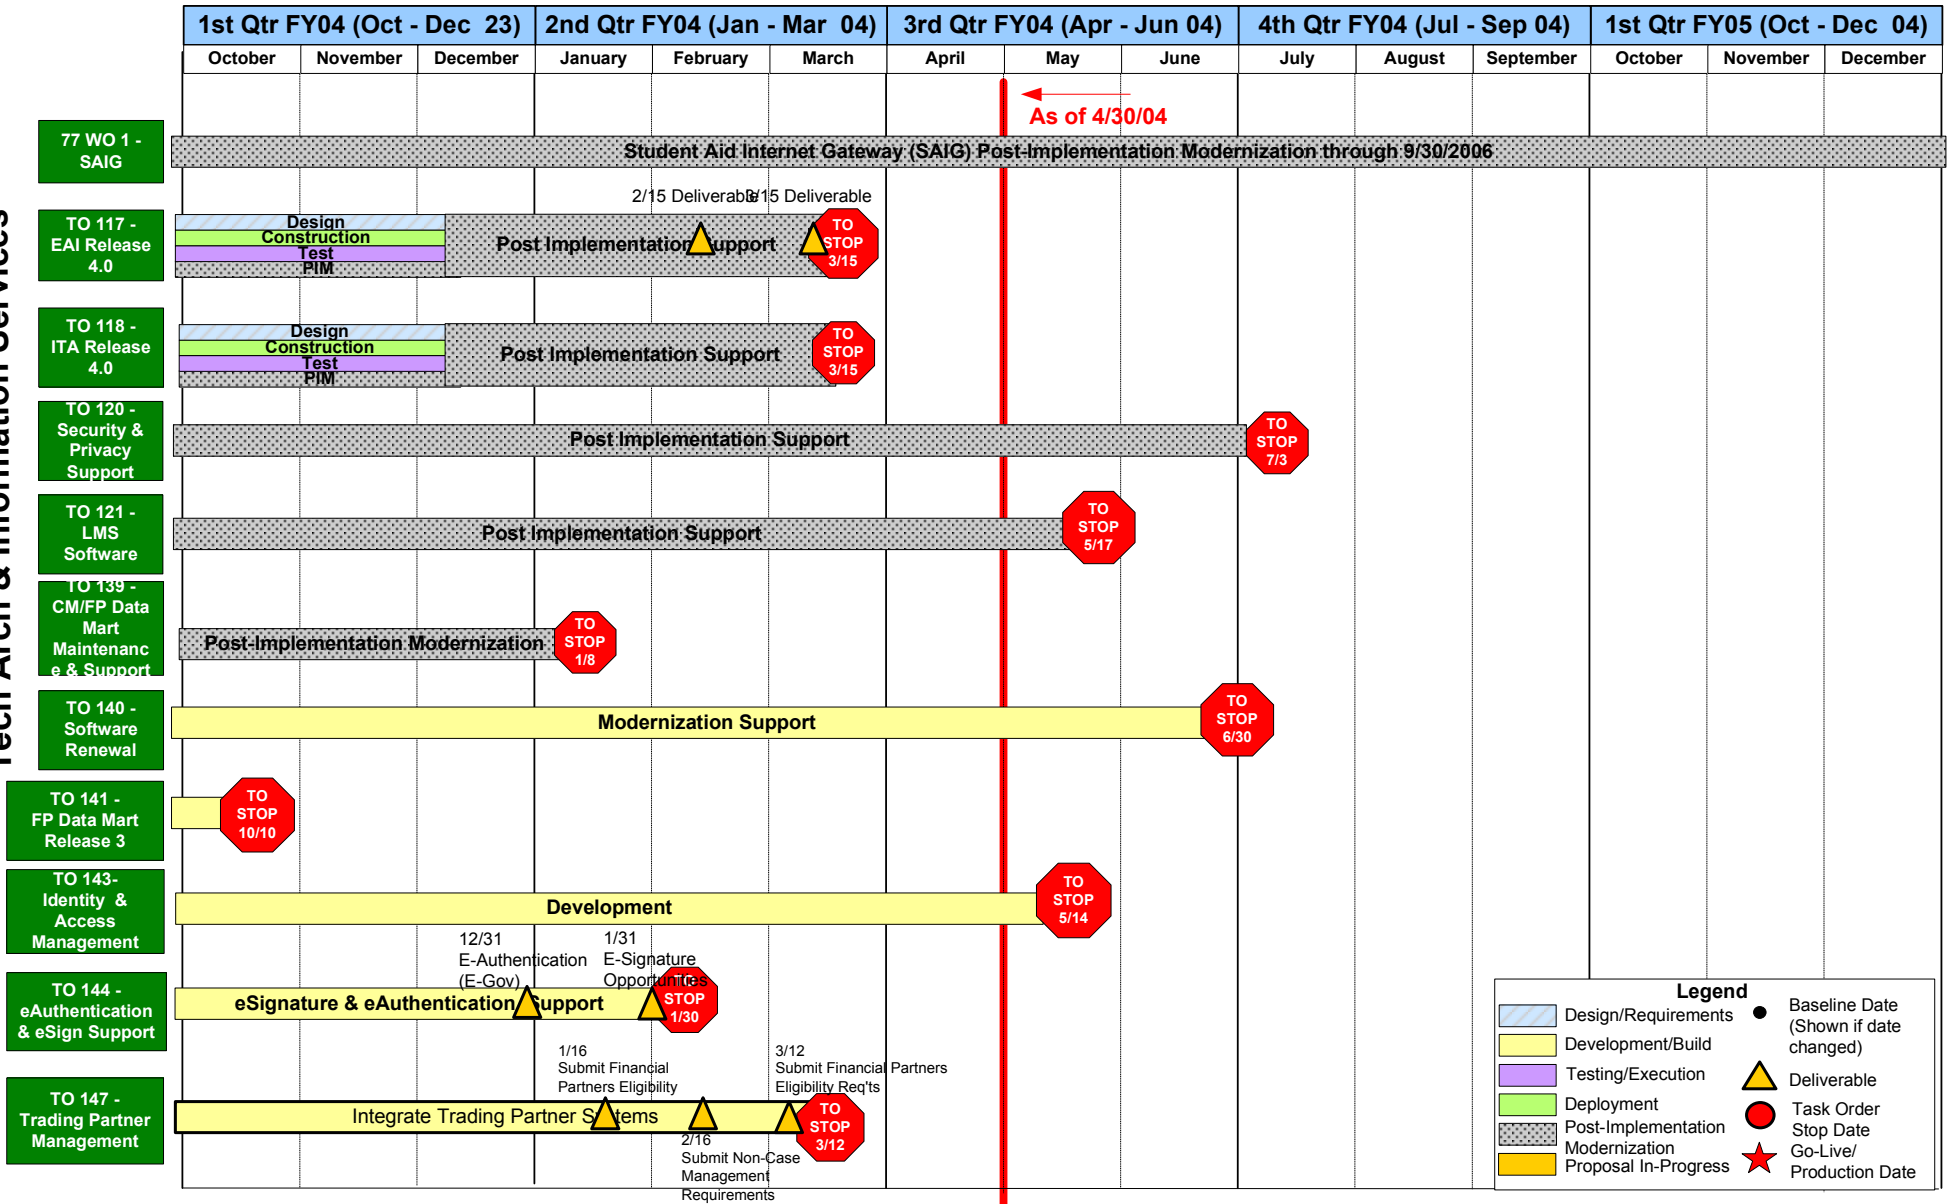 1st Qtr FY04 (Oct - Dec 23)
2nd Qtr FY04 (Jan - Mar 04)
3rd Qtr FY04 (Apr - Jun 04)
4th Qtr FY04 (Jul - Sep 04)
1st Qtr FY05 (Oct - Dec 04)
October
November
December
January
February
March
April
May
June
July
August
September
October
November
December
As of 4/30/04
Tech Arch & Information Services
77 WO 1 -
SAIG
Student Aid Internet Gateway (SAIG) Post-Implementation Modernization through 9/30/2006
2/15 Deliverable
3/15 Deliverable
TO 117 -
EAI Release
4.0
Design
Construction
Test
PIM
Post Implementation Support
TO
STOP
3/15
TO 118 -
ITA Release
4.0
Design
Construction
Test
PIM
Post Implementation Support
TO
STOP
3/15
TO 120 -
Security &
Privacy
Support
Post Implementation Support
TO
STOP
7/3
TO 121 -
LMS
Software
Post Implementation Support
TO
STOP
5/17
TO 139 -
CM/FP Data
Mart
Maintenanc
e & Support
Post-Implementation Modernization
TO
STOP
1/8
TO 140 -
Software
Renewal
Modernization Support
TO
STOP
6/30
TO 141 -
FP Data Mart
Release 3
TO
STOP
10/10
TO 143-
Identity &
Access
Management
Development
TO
STOP
5/14
12/31
E-Authentication
(E-Gov)
1/31
E-Signature
Opportunities
TO 144 -
eAuthentication
& eSign Support
eSignature & eAuthentication Support
TO
STOP
1/30
1/16
Submit Financial
Partners Eligibility
3/12
Submit Financial Partners
Eligibility Req'ts
TO 147 -
Trading Partner
Management
Integrate Trading Partner Systems
TO
STOP
3/12
2/16
Submit Non-Case
Management
Requirements
Legend
Design/Requirements
Development/Build
Testing/Execution
Deployment
Post-Implementation
Modernization
Proposal In-Progress
Baseline Date
(Shown if date
changed)
Deliverable
Task Order
Stop Date
Go-Live/
Production Date